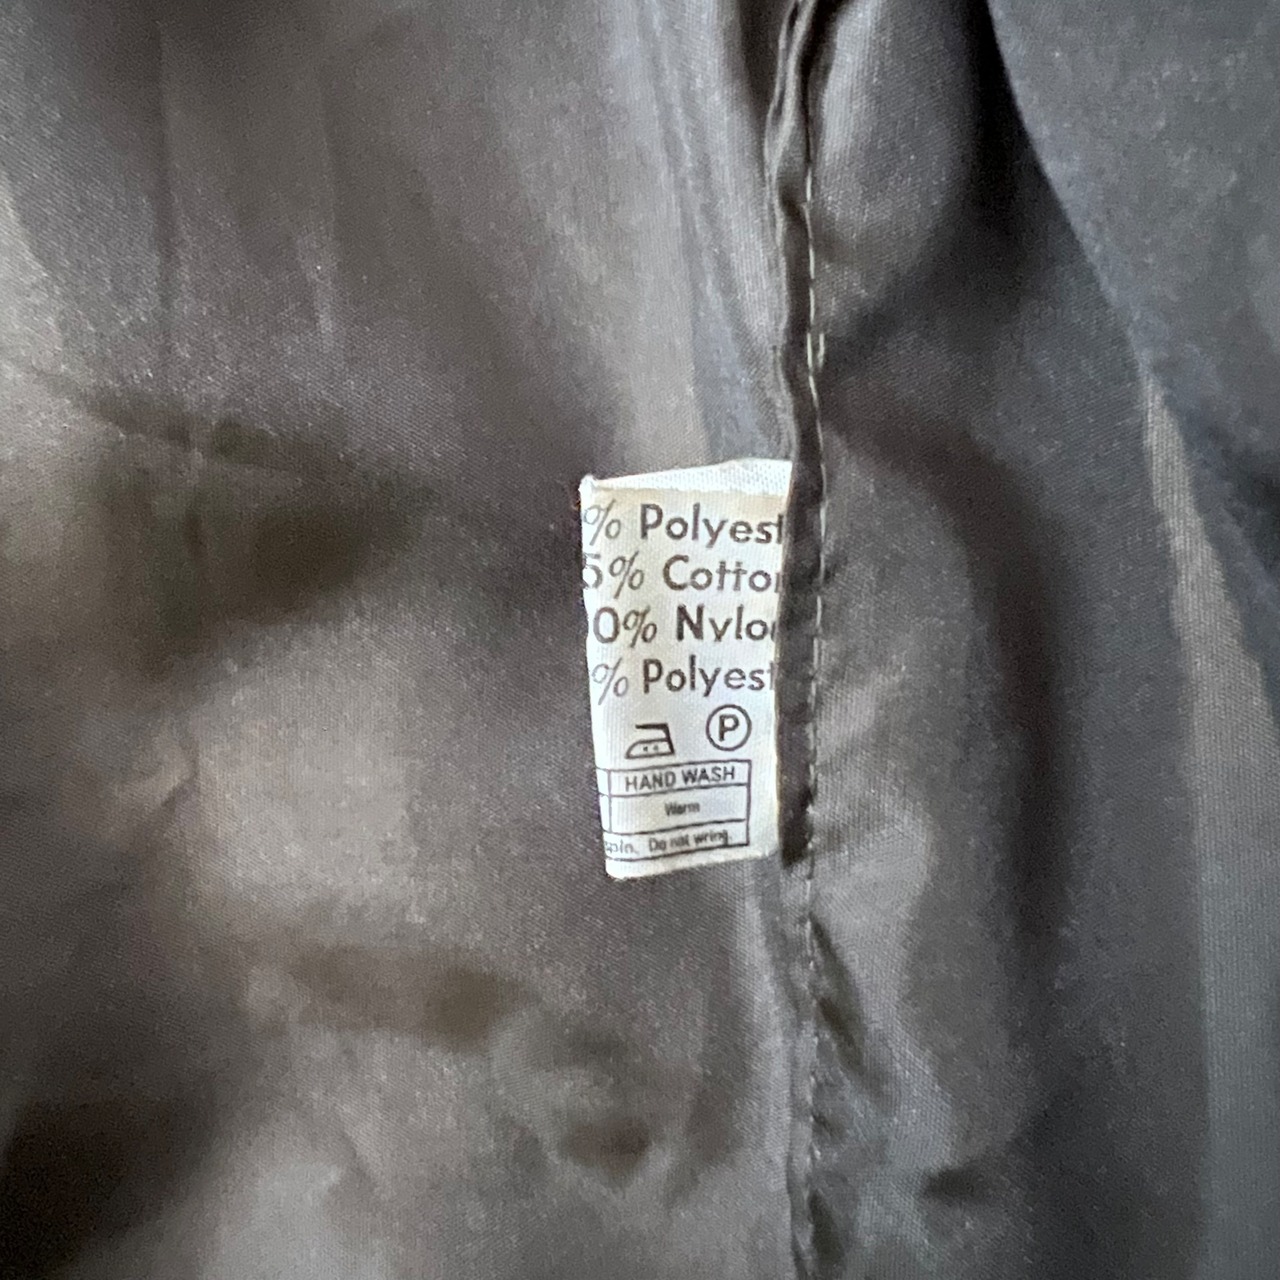 % Polyest
5% Cotton
0% Nylon
% Polyest
P
HAND WASH
Warm
spin. Do not wring.